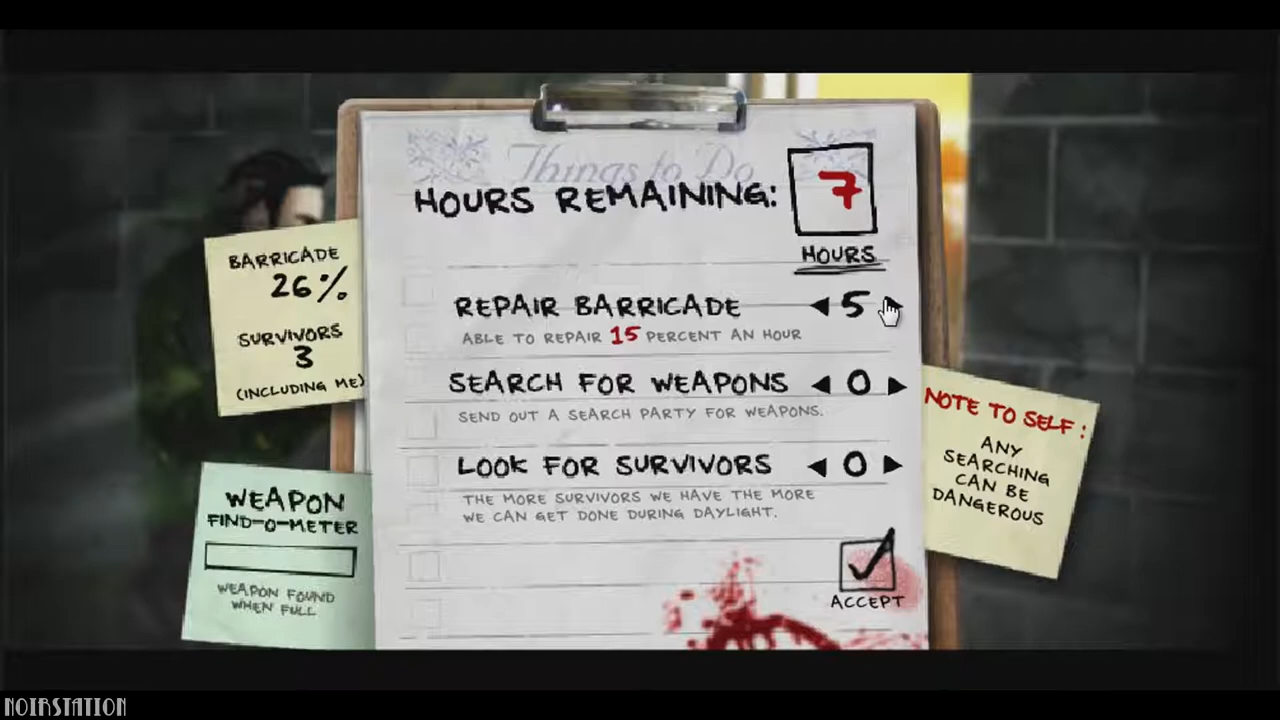 Things to Do
HOURS REMAINING: 7
HOURS
BARRICADE
26%
SURVIVORS
3
(INCLUDING ME)
REPAIR BARRICADE 5
ABLE TO REPAIR 15 PERCENT AN HOUR
SEARCH FOR WEAPONS 0
SEND OUT A SEARCH PARTY FOR WEAPONS.
LOOK FOR SURVIVORS 0
THE MORE SURVIVORS WE HAVE THE MORE
WE CAN GET DONE DURING DAYLIGHT.
NOTE TO SELF:
ANY
SEARCHING
CAN BE
DANGEROUS
WEAPON
FIND-O-METER
WEAPON FOUND
WHEN FULL
ACCEPT
NOIRSTATION